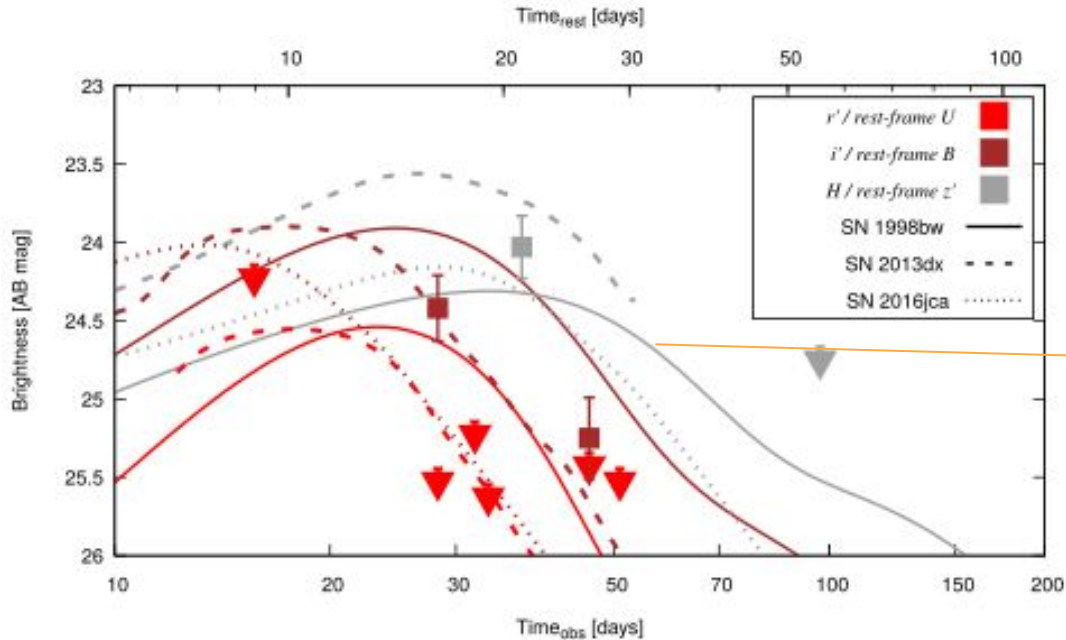 Time_rest [days]
10 20 30 50 100
23
23.5
24
24.5
25
25.5
26
Brightness [AB mag]
r' / rest-frame U
i' / rest-frame B
H / rest-frame z'
SN 1998bw
SN 2013dx
SN 2016jca
10 20 30 50 70 100 150 200
Time_obs [days]